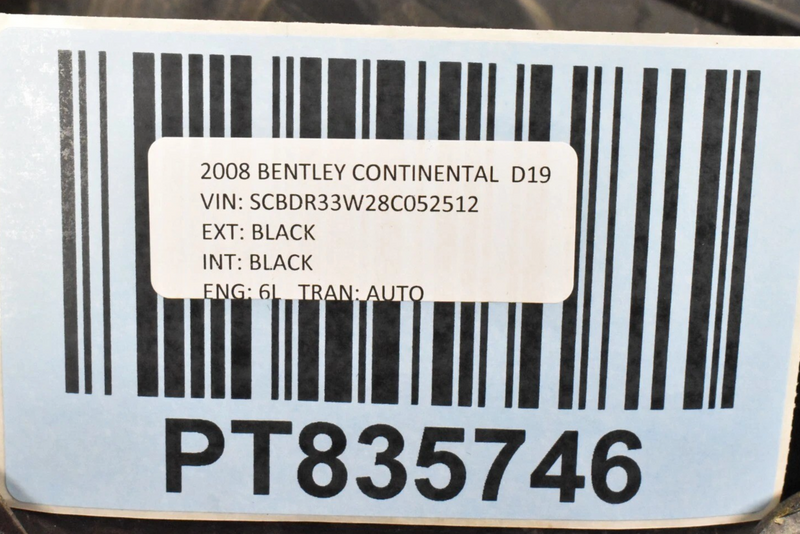 2008 BENTLEY CONTINENTAL D19
VIN: SCBDR33W28C052512
EXT: BLACK
INT: BLACK
ENG: 6L TRAN: AUTO
PT835746